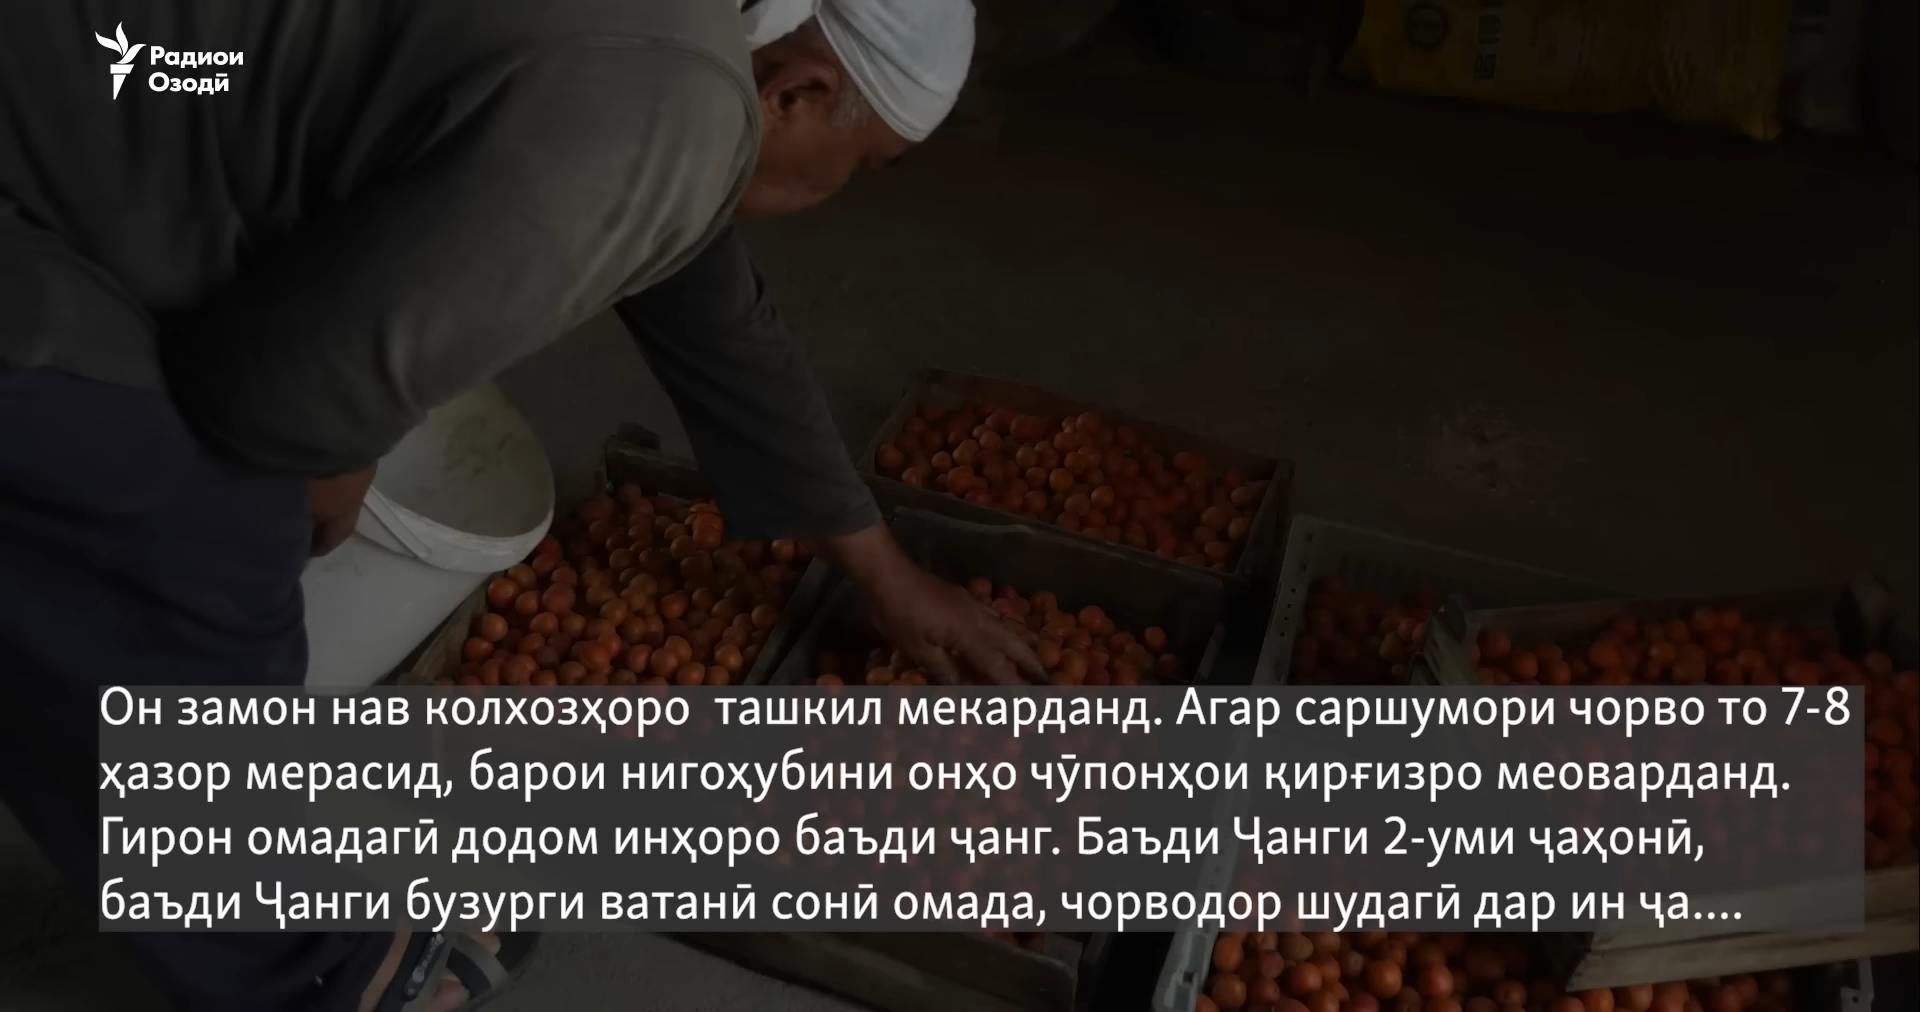 Радиои
Озодӣ
Он замон нав колхозҳоро ташкил мекарданд. Агар саршумори чорво то 7-8
ҳазор мерасид, барои нигоҳубини онҳо чӯпонҳои қирғизро меоварданд.
Гирон омадагӣ додом инҳоро баъди ҷанг. Баъди Ҷанги 2-уми ҷаҳонӣ,
баъди Ҷанги бузурги ватанӣ сонӣ омада, чорводор шудагӣ дар ин ҷа....